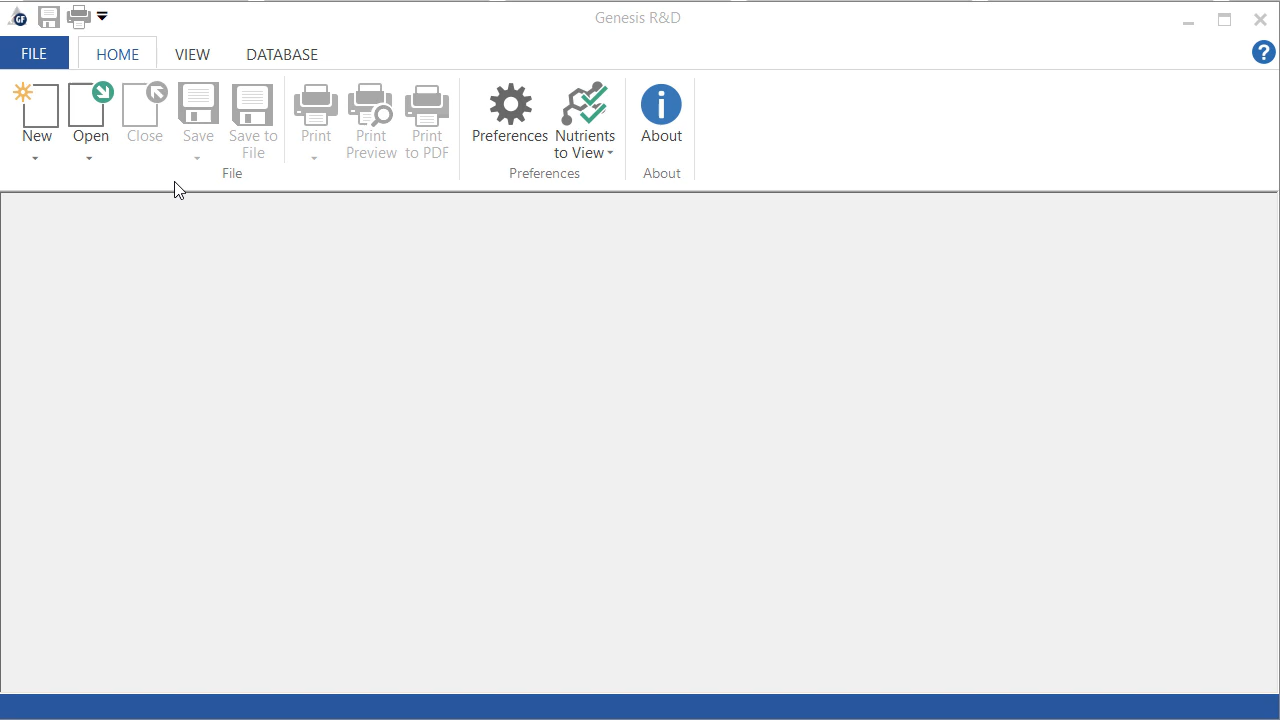 GF
Genesis R&D
FILE
HOME
VIEW
DATABASE
?
New
Open
Close
Save
Save to
File
Print
Print
Preview
Print
to PDF
Preferences
Nutrients
to View
About
File
Preferences
About